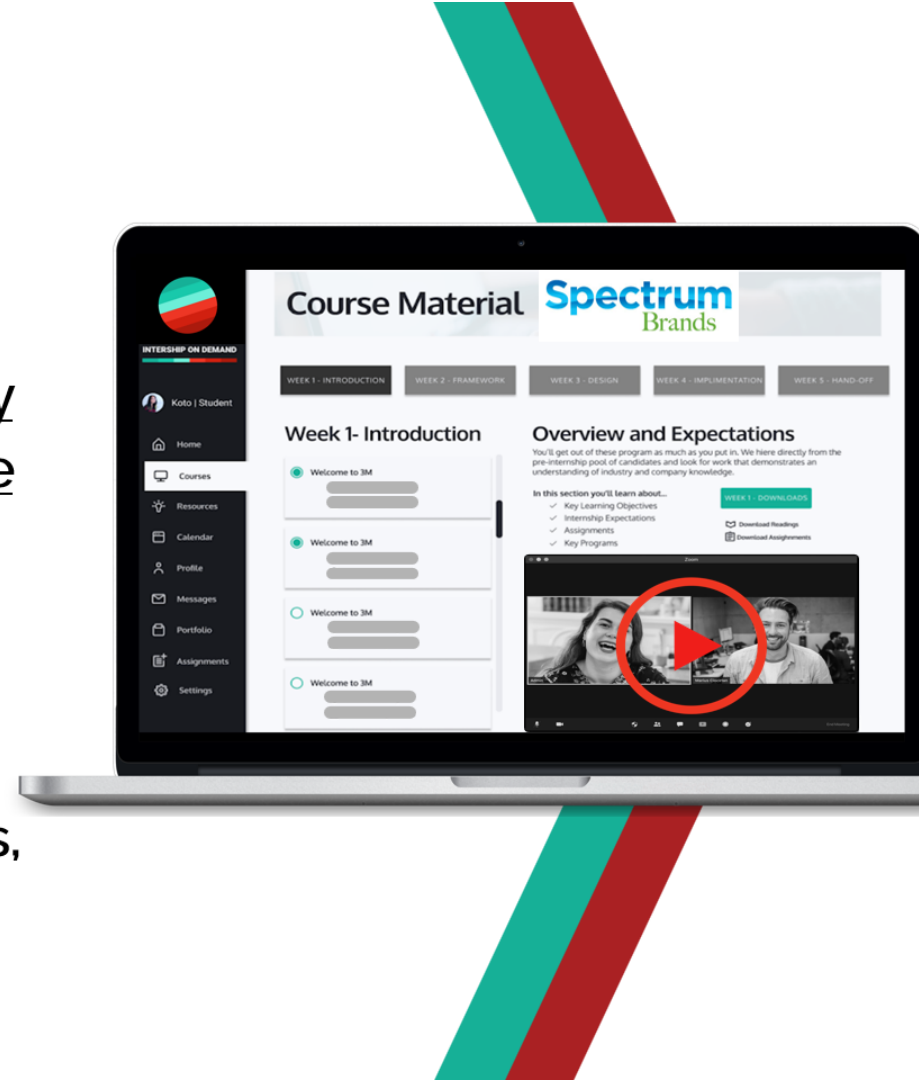 Course Material
Spectrum
Brands
INTERSHIP ON DEMAND
WEEK 1 - INTRODUCTION
WEEK 2 - FRAMEWORK
WEEK 3 - DESIGN
WEEK 4 - IMPLIMENTATION
WEEK 5 - HAND-OFF
y
e
s,
Koto | Student
Home
Courses
Resources
Calendar
Profile
Messages
Portfolio
Assignments
Settings
Week 1- Introduction
Welcome to 3M
Welcome to 3M
Welcome to 3M
Welcome to 3M
Overview and Expectations
You'll get out of these program as much as you put in. We hiere directly from the
pre-internship pool of candidates and look for work that demonstrates an
understanding of industry and company knowledge.
In this section you'll learn about...
Key Learning Objectives
Internship Expectations
Assignments
Key Programs
WEEK 1 - DOWNLOADS
Download Readings
Download Assighnments
Zoom